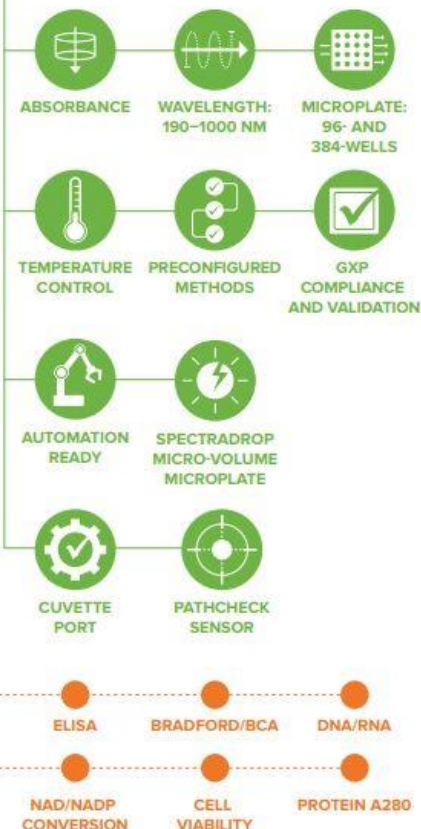 ABSORBANCE
WAVELENGTH:
190–1000 NM
MICROPLATE:
96- AND
384-WELLS
TEMPERATURE
CONTROL
PRECONFIGURED
METHODS
GXP
COMPLIANCE
AND VALIDATION
AUTOMATION
READY
SPECTRADROP
MICRO-VOLUME
MICROPLATE
CUVETTE
PORT
PATHCHECK
SENSOR
ELISA
BRADFORD/BCA
DNA/RNA
NAD/NADP
CONVERSION
CELL
VIABILITY
PROTEIN A280